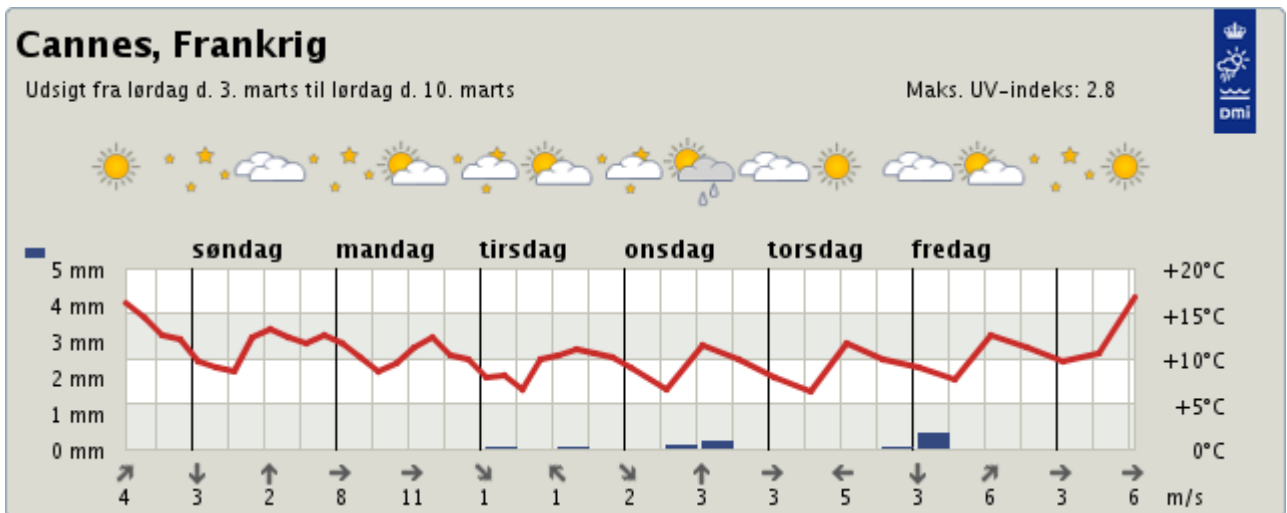 Cannes, Frankrig
Udsigt fra lørdag d. 3. marts til lørdag d. 10. marts
Maks. UV-indeks: 2.8
DMI
søndag mandag tirsdag onsdag torsdag fredag
5 mm +20°C
4 mm +15°C
3 mm +10°C
2 mm +5°C
1 mm 0°C
0 mm
4 3 2 8 11 1 1 2 3 3 5 3 6 3 6 m/s